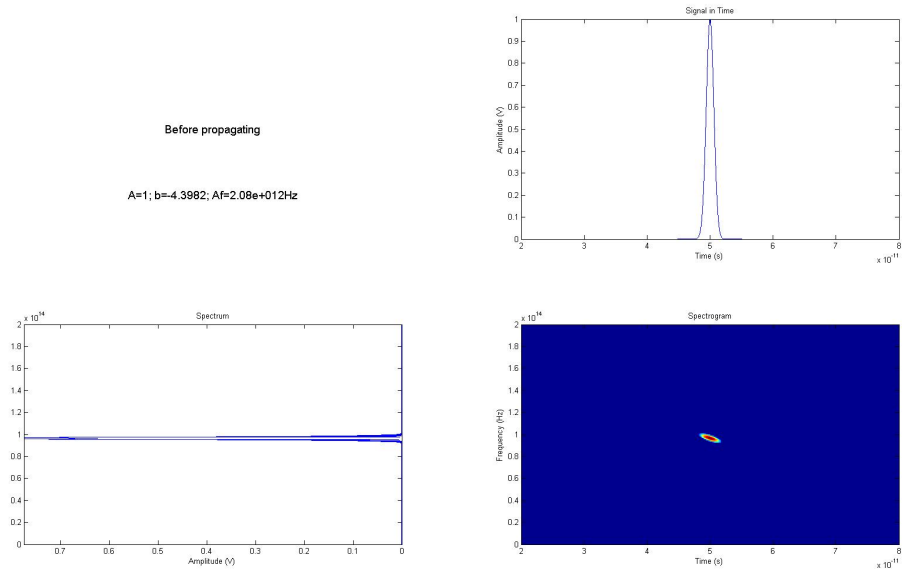 Before propagating
A=1; b=-4.3982; Af=2.08e+012Hz
Signal in Time
1
0.9
0.8
0.7
0.6
0.5
0.4
0.3
0.2
0.1
0
Amplitude (V)
2 3 4 5 6 7 8
Time (s)
x 10^-11
Spectrum
x 10^14
2
1.8
1.6
1.4
1.2
1
0.8
0.6
0.4
0.2
0
0.7 0.6 0.5 0.4 0.3 0.2 0.1 0
Amplitude (V)
Spectrogram
x 10^14
2
1.8
1.6
1.4
1.2
1
0.8
0.6
0.4
0.2
0
Frequency (Hz)
2 3 4 5 6 7 8
Time (s)
x 10^-11